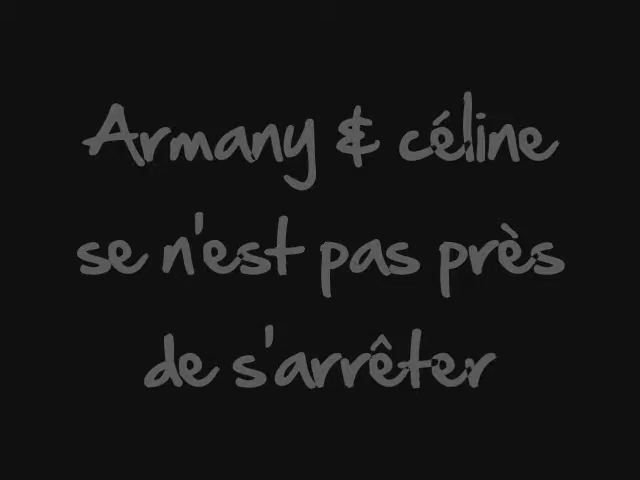 Armany & céline
se n'est pas près
de s'arrêter